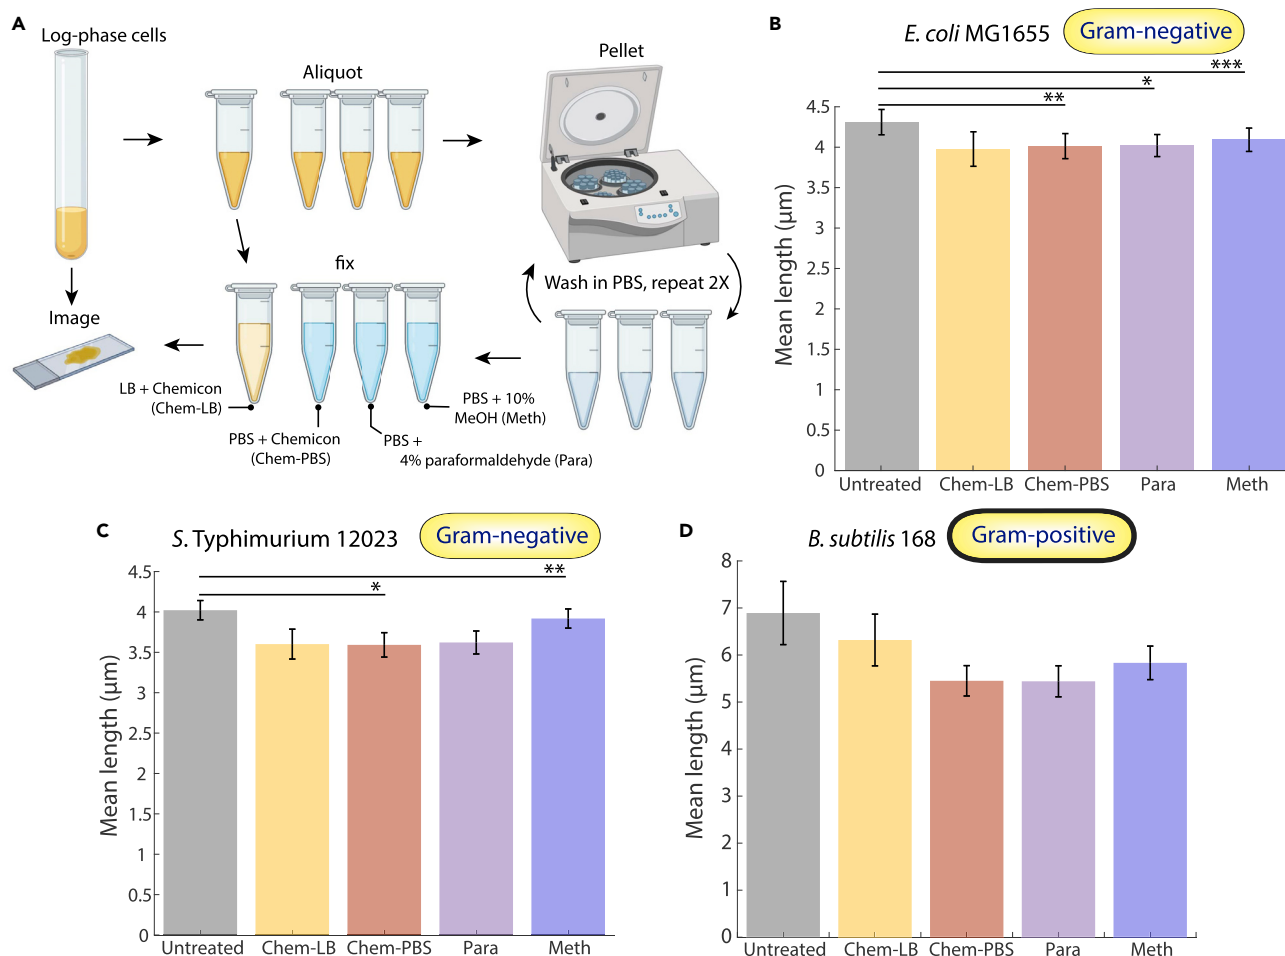 A
Log-phase cells
Aliquot
Pellet
fix
Wash in PBS, repeat 2X
Image
LB + Chemicon
(Chem-LB)
PBS + Chemicon
(Chem-PBS)
PBS +
4% paraformaldehyde (Para)
PBS + 10%
MeOH (Meth)
B
E. coli MG1655
Gram-negative
***
*
**
Mean length (μm)
4.5
4
3.5
3
2.5
2
1.5
1
0.5
0
Untreated Chem-LB Chem-PBS Para Meth
C
S. Typhimurium 12023
Gram-negative
**
*
Mean length (μm)
4.5
4
3.5
3
2.5
2
1.5
1
0.5
0
Untreated Chem-LB Chem-PBS Para Meth
D
B. subtilis 168
Gram-positive
Mean length (μm)
8
7
6
5
4
3
2
1
0
Untreated Chem-LB Chem-PBS Para Meth